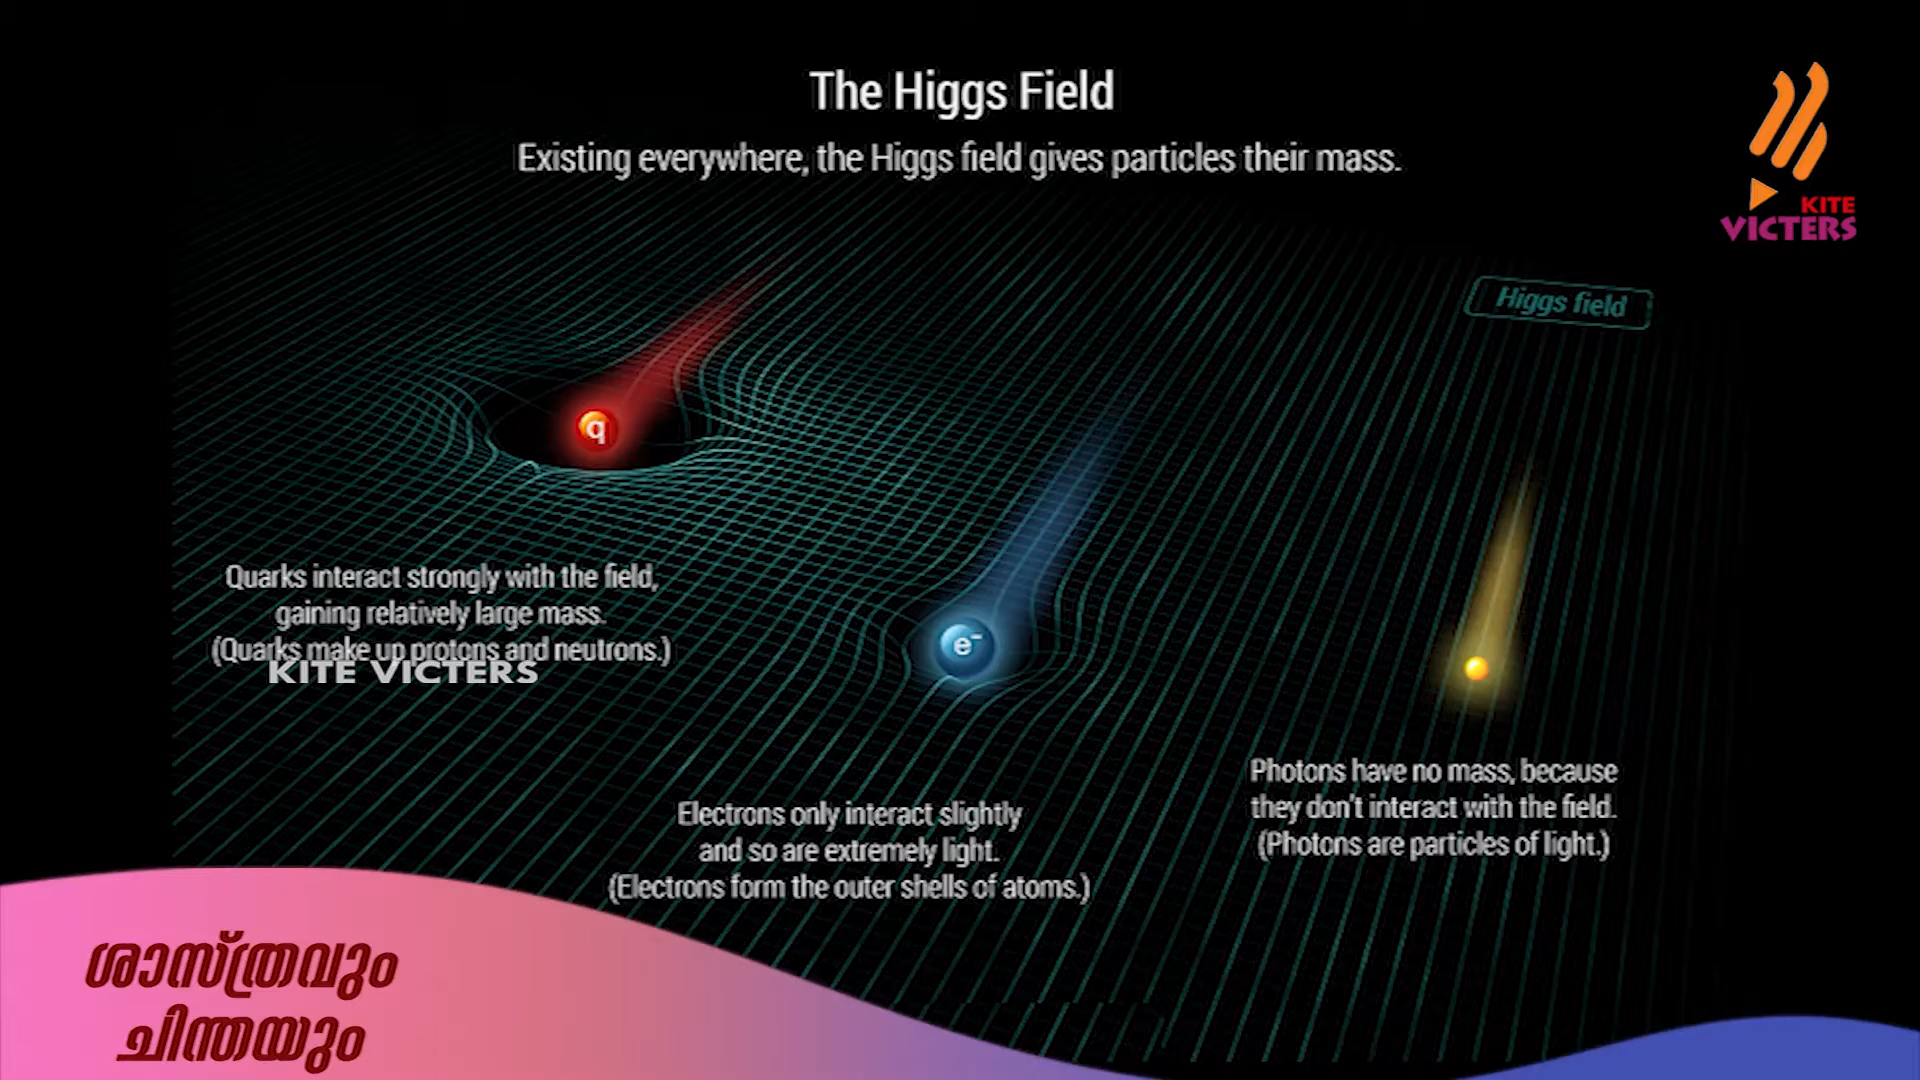 The Higgs Field
Existing everywhere, the Higgs field gives particles their mass.
KITE
VICTERS
Higgs field
q
Quarks interact strongly with the field,
gaining relatively large mass.
(Quarks make up protons and neutrons.)
KITE VICTERS
e⁻
Electrons only interact slightly
and so are extremely light.
(Electrons form the outer shells of atoms.)
Photons have no mass, because
they don't interact with the field.
(Photons are particles of light.)
ശാസ്ത്രവും
ചിന്തയും